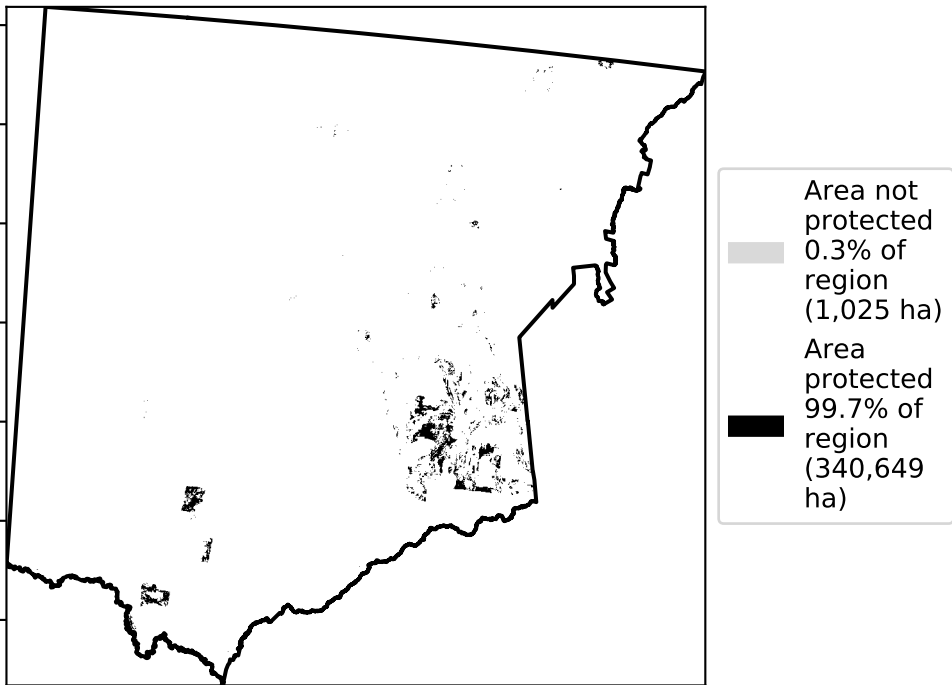 Area not
protected
0.3% of
region
(1,025 ha)
Area
protected
99.7% of
region
(340,649
ha)